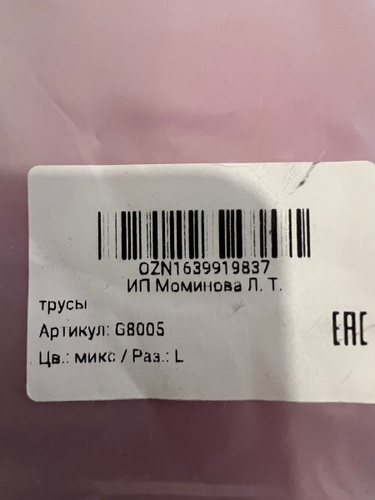 OZN1639919837
ИП Моминова Л. Т.
трусы
Артикул: G8005
Цв.: микс / Раз.: L
EAC